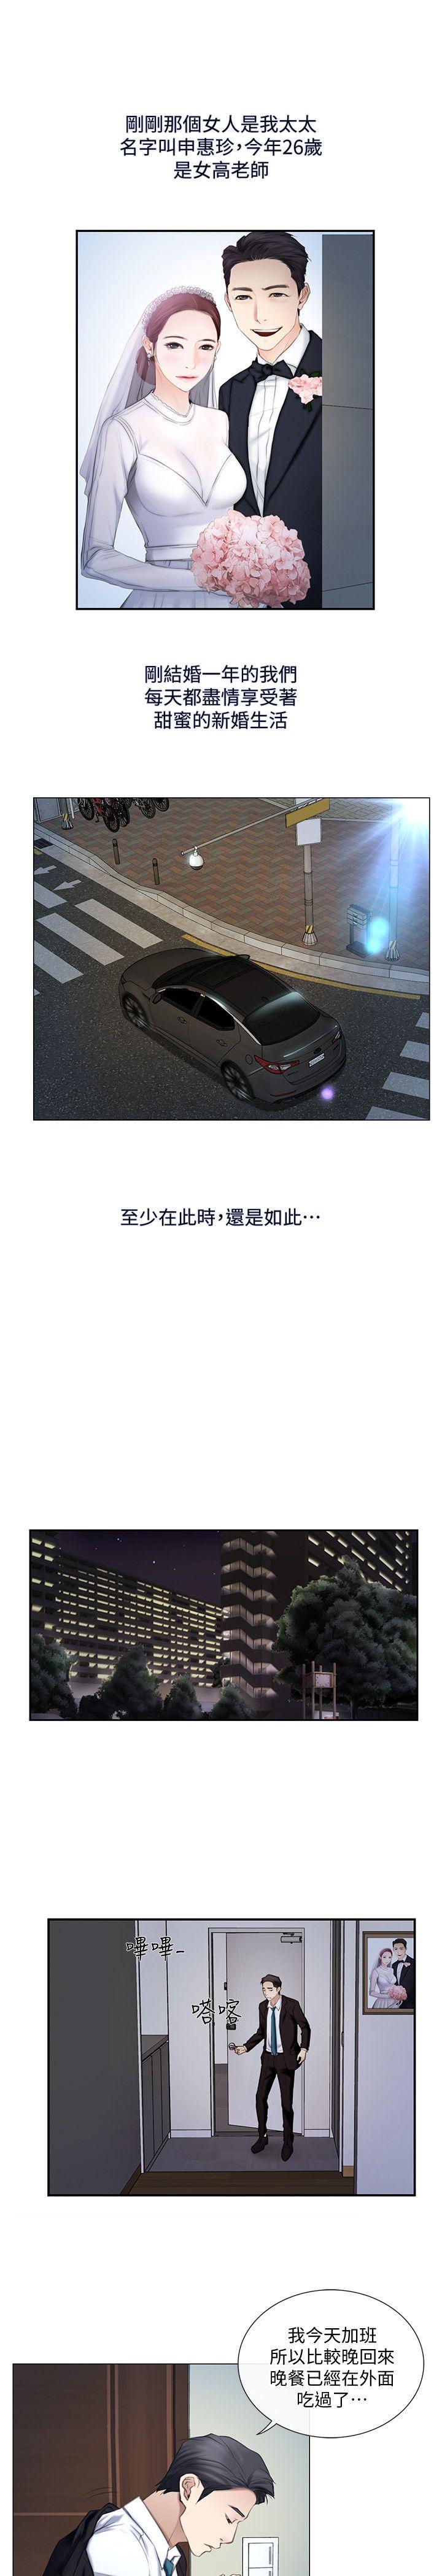 剛剛那個女人是我太太
名字叫申惠珍，今年26歲
是女高老師
剛結婚一年的我們
每天都盡情享受著
甜蜜的新婚生活
至少在此時，還是如此…
嗶嗶_
嗒喀
我今天加班
所以比較晚回來
晚餐已經在外面
吃過了…